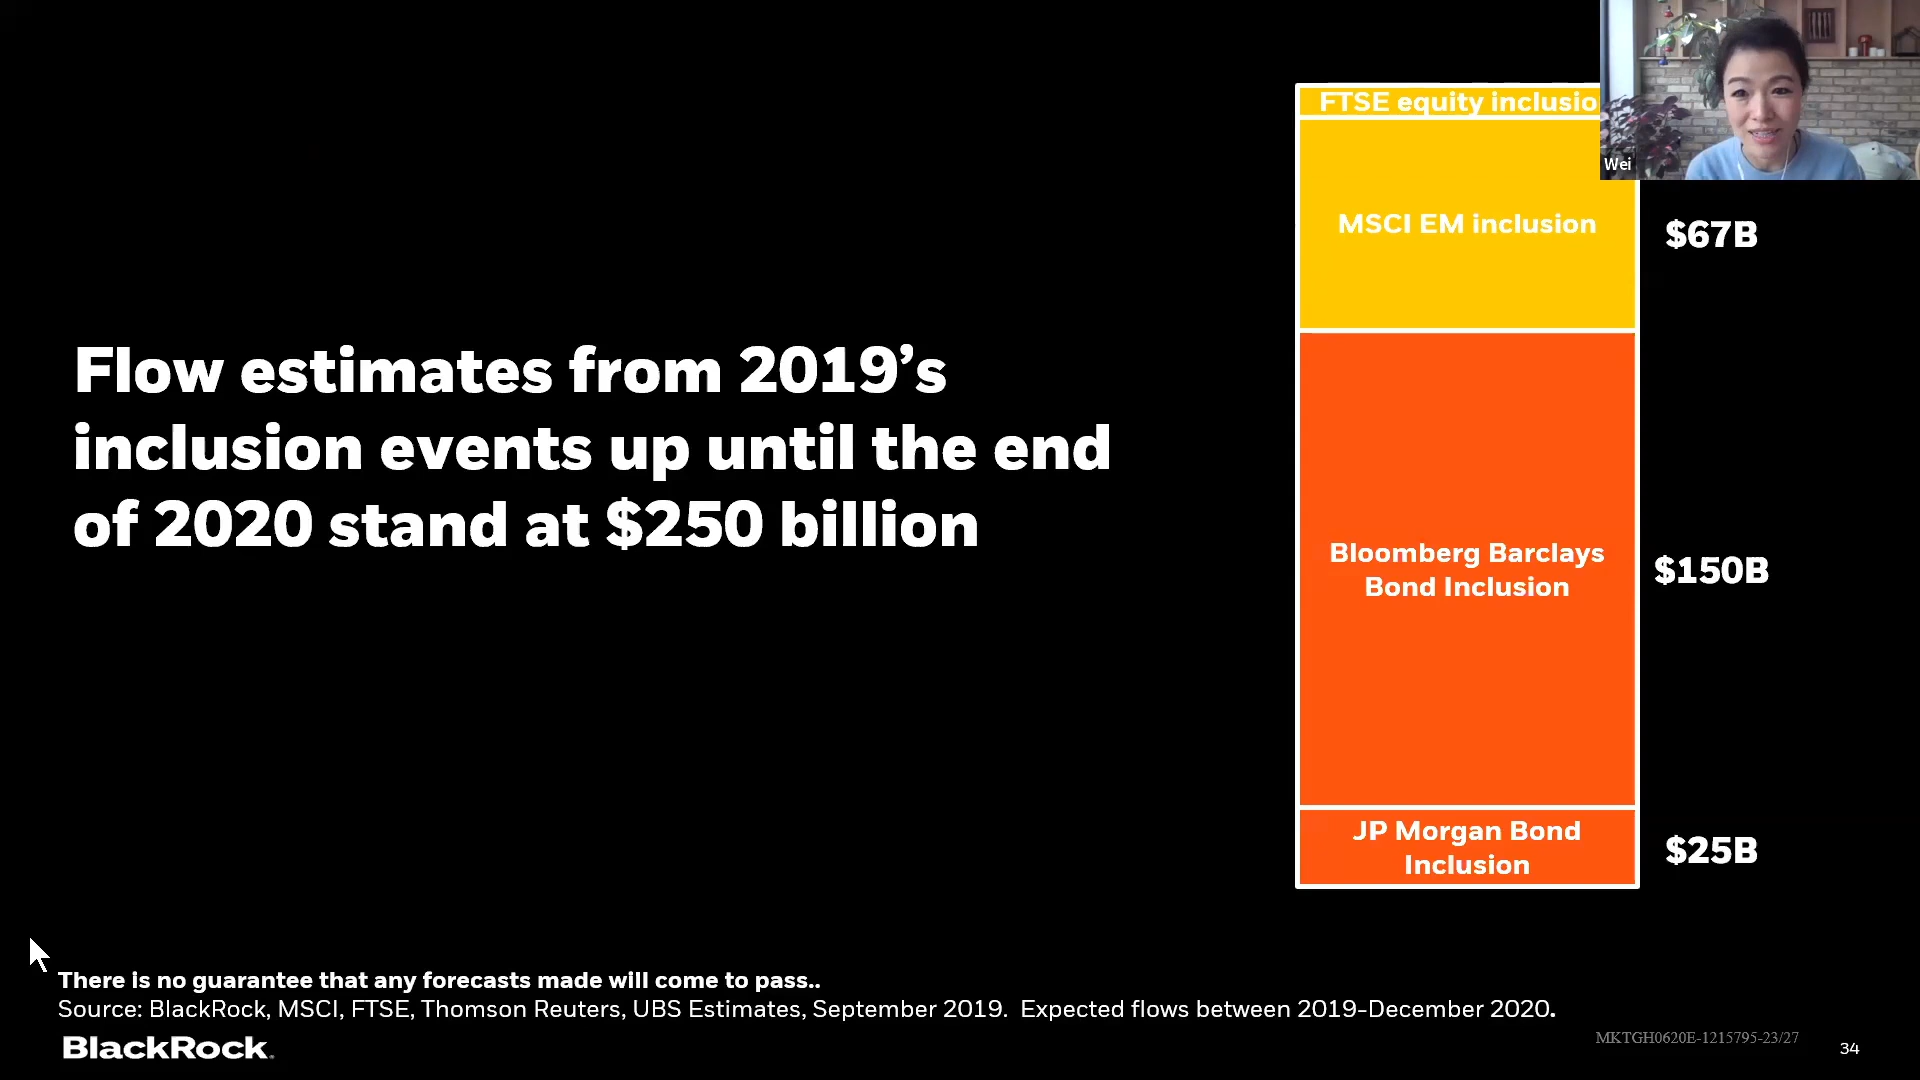 FTSE equity inclusio
Wei
MSCI EM inclusion
$67B
Flow estimates from 2019’s
inclusion events up until the end
of 2020 stand at $250 billion
Bloomberg Barclays
Bond Inclusion
$150B
JP Morgan Bond
Inclusion
$25B
There is no guarantee that any forecasts made will come to pass..
Source: BlackRock, MSCI, FTSE, Thomson Reuters, UBS Estimates, September 2019.  Expected flows between 2019-December 2020.
BlackRock.
MKTGH0620E-1215795-23/27
34